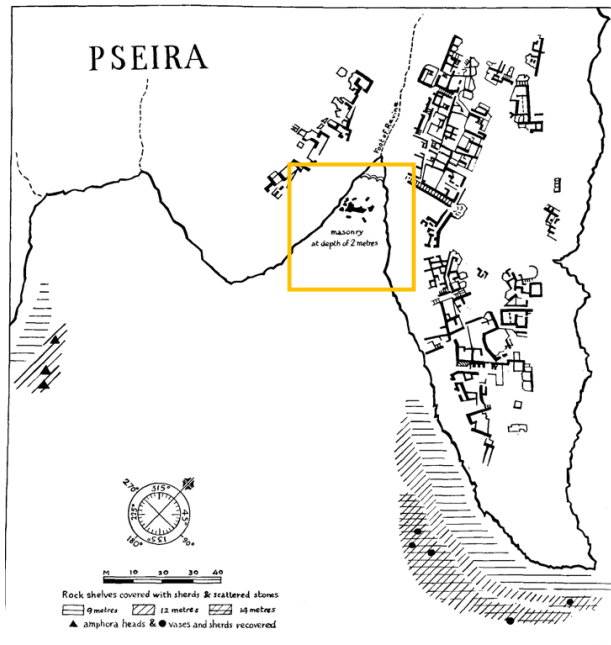 PSEIRA
Foot of Ravine
masonry
at depth of 2 metres
270° 315°
225° 45°
180° 155° 90°
M 10 20 30 40
Rock shelves covered with sherds & scattered stones
9 metres 12 metres 14 metres
amphora heads & vases and sherds recovered